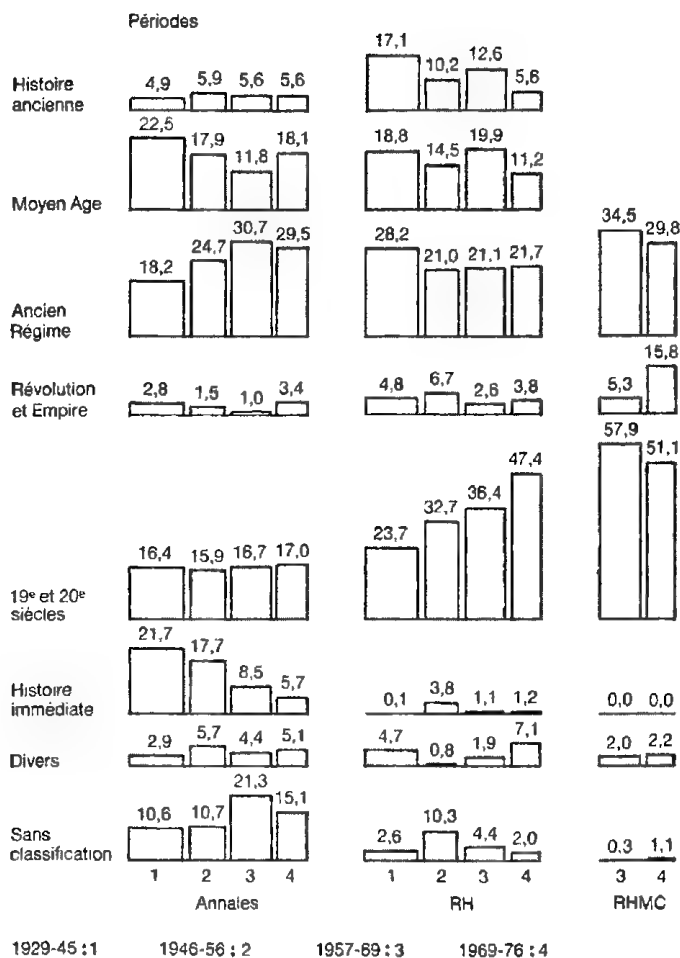 Périodes
Histoire
ancienne
4,9 5,9 5,6 5,6
17,1 10,2 12,6 5,6
Moyen Age
22,5 17,9 11,8 18,1
18,8 14,5 19,9 11,2
Ancien
Régime
18,2 24,7 30,7 29,5
28,2 21,0 21,1 21,7
34,5 29,8
Révolution
et Empire
2,8 1,5 1,0 3,4
4,8 6,7 2,6 3,8
5,3 15,8
19e et 20e
siècles
16,4 15,9 16,7 17,0
23,7 32,7 36,4 47,4
57,9 51,1
Histoire
immédiate
21,7 17,7 8,5 5,7
0,1 3,8 1,1 1,2
0,0 0,0
Divers
2,9 5,7 4,4 5,1
4,7 0,8 1,9 7,1
2,0 2,2
Sans
classification
10,6 10,7 21,3 15,1
2,6 10,3 4,4 2,0
0,3 1,1
1 2 3 4 1 2 3 4 3 4
Annales RH RHMC
1929-45 : 1 1946-56 : 2 1957-69 : 3 1969-76 : 4